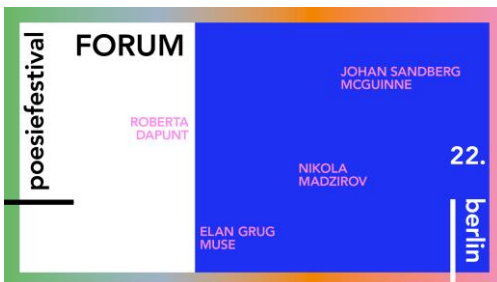 poesiefestival
FORUM
JOHAN SANDBERG
MCGUINNE
ROBERTA
DAPUNT
NIKOLA
MADZIROV
ELAN GRUG
MUSE
22.
berlin